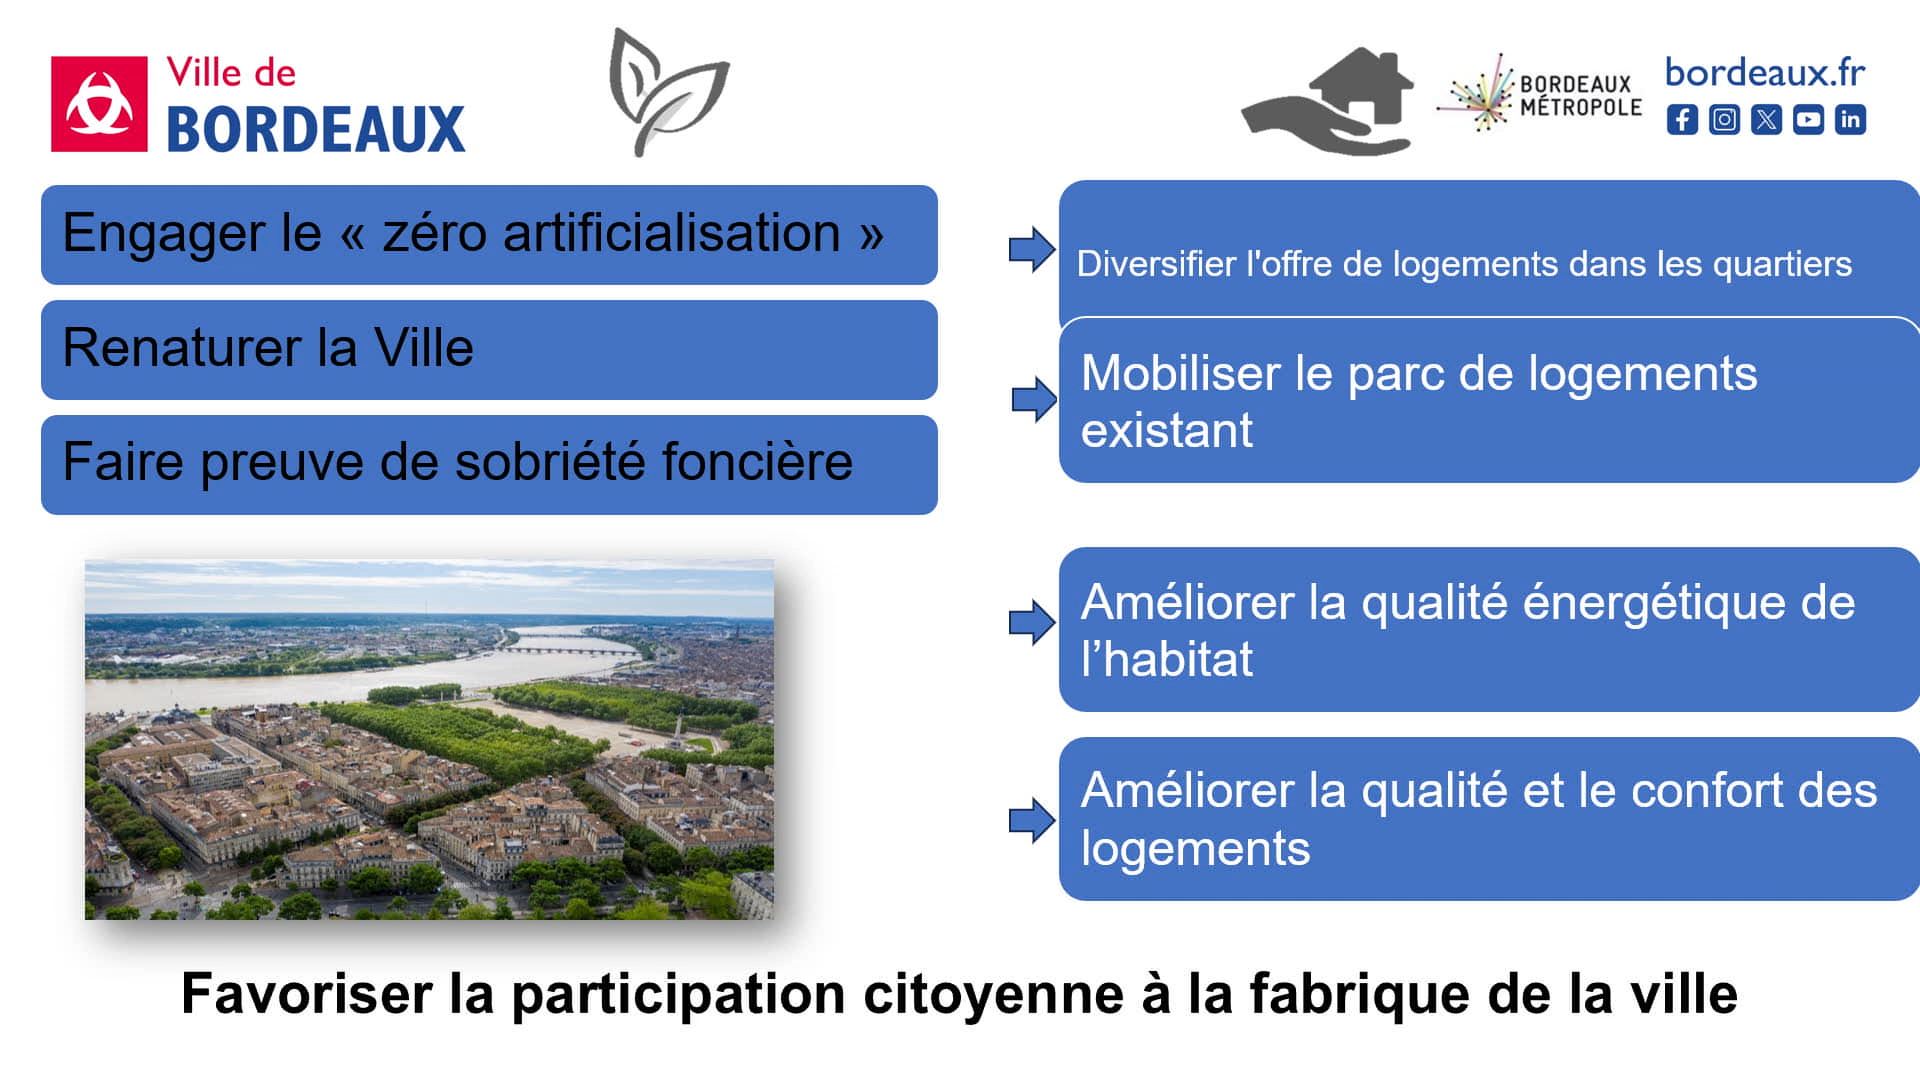 Ville de
BORDEAUX
BORDEAUX
MÉTROPOLE
bordeaux.fr
Engager le « zéro artificialisation »
Renaturer la Ville
Faire preuve de sobriété foncière
Diversifier l'offre de logements dans les quartiers
Mobiliser le parc de logements
existant
Améliorer la qualité énergétique de
l’habitat
Améliorer la qualité et le confort des
logements
Favoriser la participation citoyenne à la fabrique de la ville